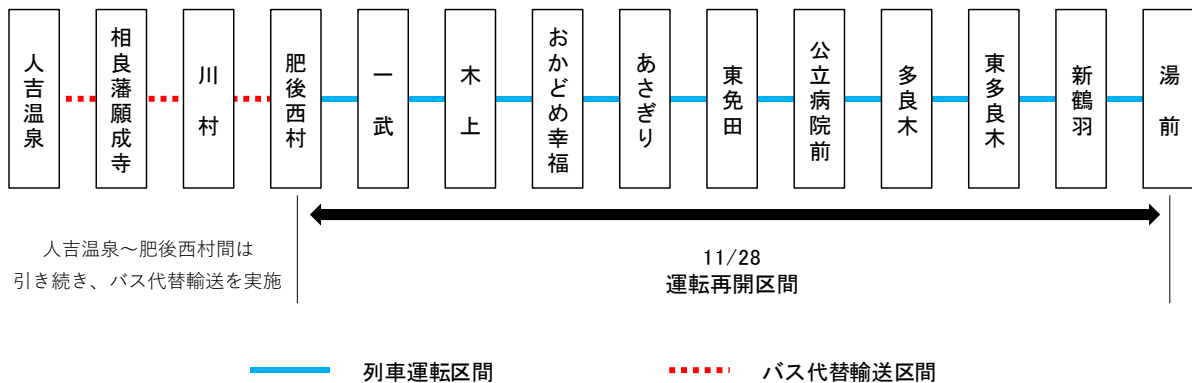 人吉温泉
相良藩願成寺
川村
肥後西村
一武
木上
おかどめ幸福
あさぎり
東免田
公立病院前
多良木
東多良木
新鶴羽
湯前
人吉温泉～肥後西村間は
引き続き、バス代替輸送を実施
11/28
運転再開区間
列車運転区間
バス代替輸送区間